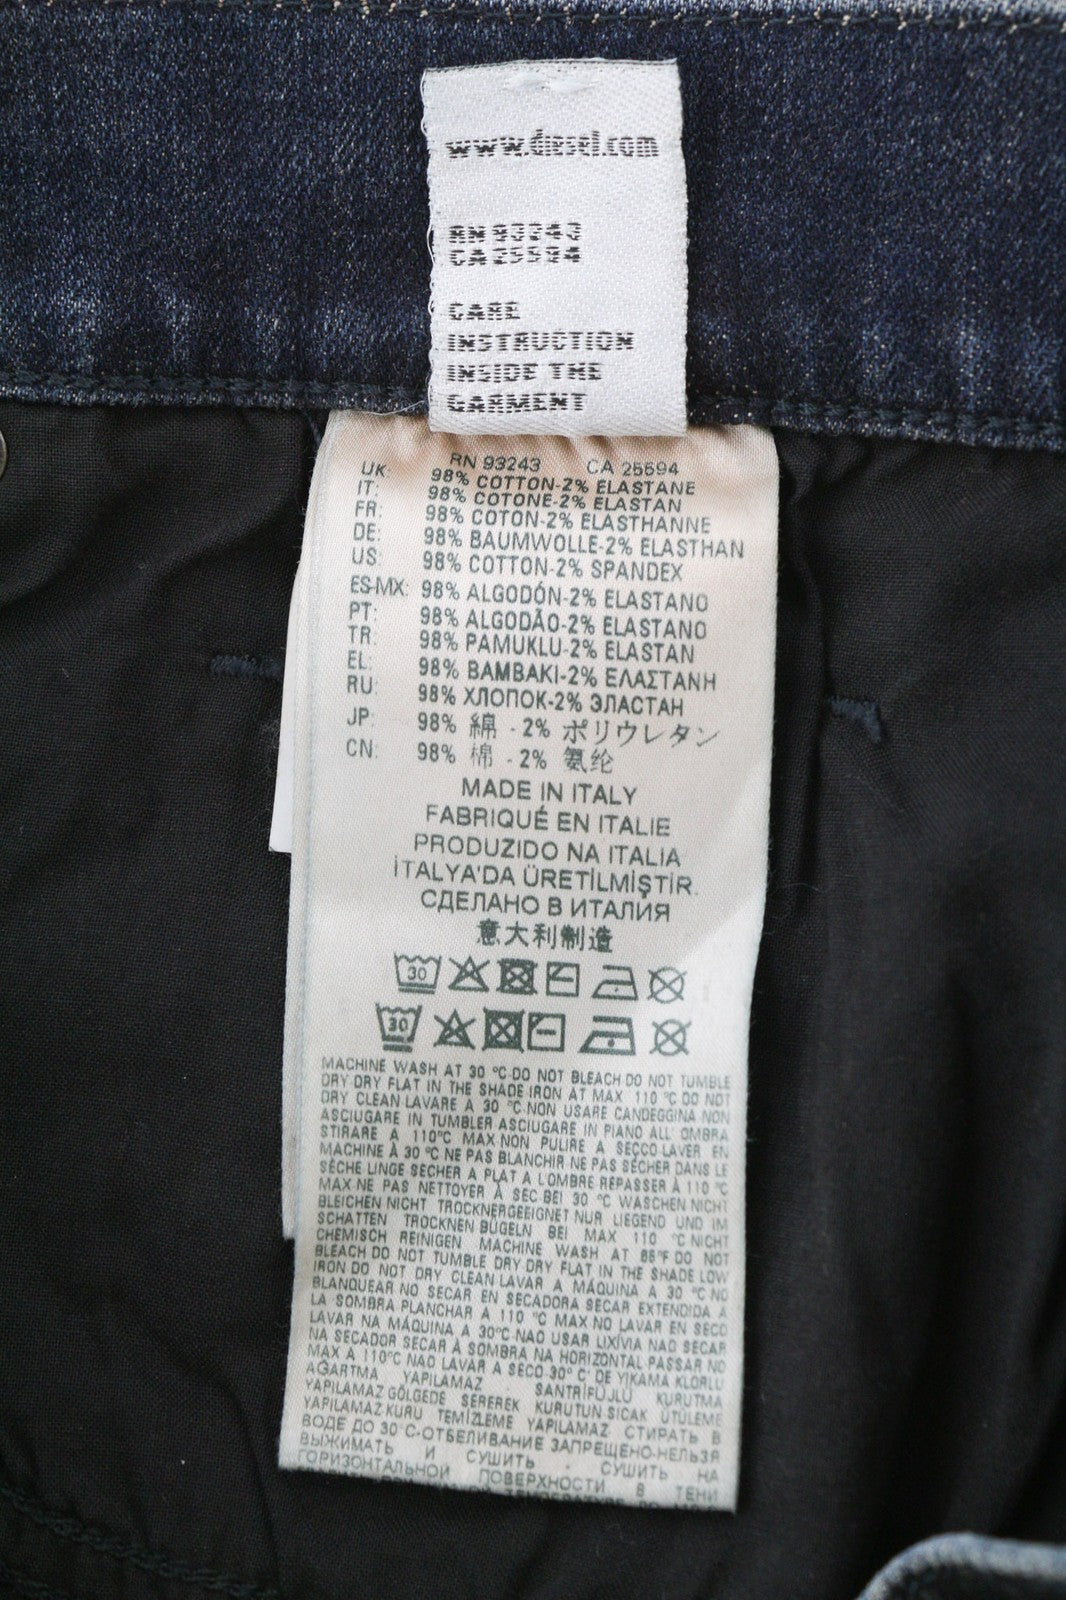 www.diesel.com
RN 93243
CA 25594
CARE
INSTRUCTION
INSIDE THE
GARMENT
RN 93243 CA 25594
UK: 98% COTTON-2% ELASTANE
IT: 98% COTONE-2% ELASTAN
FR: 98% COTON-2% ELASTHANNE
DE: 98% BAUMWOLLE-2% ELASTHAN
US: 98% COTTON-2% SPANDEX
ES-MX: 98% ALGODÓN-2% ELASTANO
PT: 98% ALGODÃO-2% ELASTANO
TR: 98% PAMUKLU-2% ELASTAN
EL: 98% ΒΑΜΒΑΚΙ-2% ΕΛΑΣΤΑΝΗ
RU: 98% ХЛОПОК-2% ЭЛАСТАН
JP: 98% 綿 - 2% ポリウレタン
CN: 98% 棉 - 2% 氨纶
MADE IN ITALY
FABRIQUÉ EN ITALIE
PRODUZIDO NA ITALIA
İTALYA'DA ÜRETİLMİŞTİR.
СДЕЛАНО В ИТАЛИЯ
意大利制造
30
30
MACHINE WASH AT 30 °C DO NOT BLEACH DO NOT TUMBLE
DRY DRY FLAT IN THE SHADE IRON AT MAX 110 °C DO NOT
DRY CLEAN LAVARE A 30 °C NON USARE CANDEGGINA NON
ASCIUGARE IN TUMBLER ASCIUGARE IN PIANO ALL' OMBRA
STIRARE A 110°C MAX NON PULIRE A SECCO LAVER EN
MACHINE À 30 °C NE PAS BLANCHIR NE PAS SÉCHER DANS LE
SÈCHE LINGE SÉCHER A PLAT A L'OMBRE REPASSER À 110 °C
MAX NE PAS NETTOYER À SEC BEI 30 °C WASCHEN NICHT
BLEICHEN NICHT TROCKNERGEEIGNET NUR LIEGEND UND IM
SCHATTEN TROCKNEN BÜGELN BEI MAX 110 °C NICHT
CHEMISCH REINIGEN MACHINE WASH AT 86°F DO NOT
BLEACH DO NOT TUMBLE DRY DRY FLAT IN THE SHADE LOW
IRON DO NOT DRY CLEAN LAVAR A MÁQUINA A 30 °C NO
BLANQUEAR NO SECAR EN SECADORA SECAR EXTENDIDA A
LA SOMBRA PLANCHAR A 110 °C MAX NO LAVAR EN SECO
LAVAR NA MÁQUINA A 30°C NAO USAR LIXÍVIA NAO SECAR
NA SECADOR SECAR À SOMBRA NA HORIZONTAL PASSAR NO
MAX À 110°C NAO LAVAR A SECO 30° C' DE YIKAMA KLORLU
AĞARTMA YAPILAMAZ SANTRİFÜJLÜ KURUTMA
YAPILAMAZ GÖLGEDE SEREREK KURUTUN SICAK ÜTÜLEME
YAPILAMAZ KURU TEMİZLEME YAPILAMAZ СТИРАТЬ В
ВОДЕ ДО 30°С-ОТБЕЛИВАНИЕ ЗАПРЕЩЕНО-НЕЛЬЗЯ
ВЫЖИМАТЬ И СУШИТЬ - СУШИТЬ НА
ГОРИЗОНТАЛЬНОЙ ПОВЕРХНОСТИ В ТЕНИ